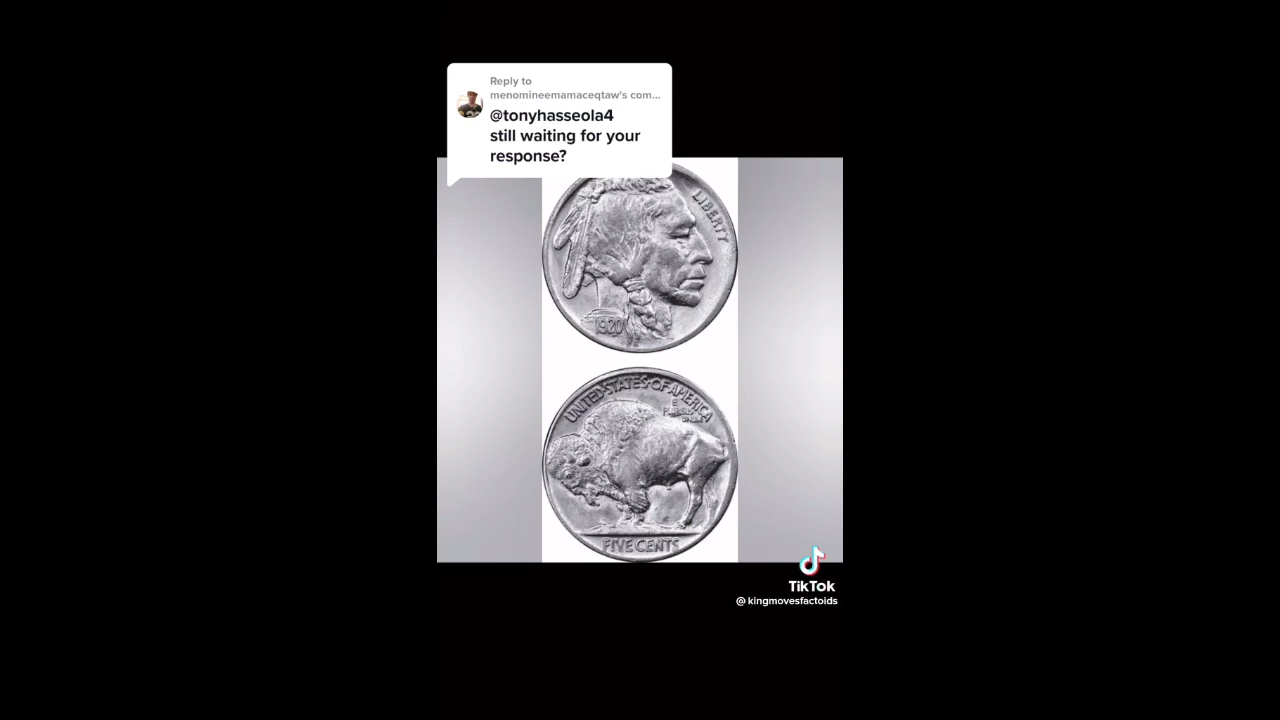 Reply to
menomineemamaceqtaw's com...
@tonyhasseola4
still waiting for your
response?
LIBERTY
1920
UNITED·STATES·OF·AMERICA
E
PLURIBUS
UNUM
FIVE CENTS
TikTok
@ kingmovesfactoids